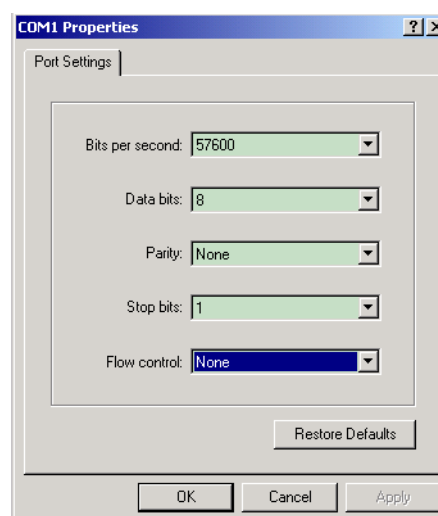 COM1 Properties
Port Settings
Bits per second: 57600
Data bits: 8
Parity: None
Stop bits: 1
Flow control: None
Restore Defaults
OK Cancel Apply